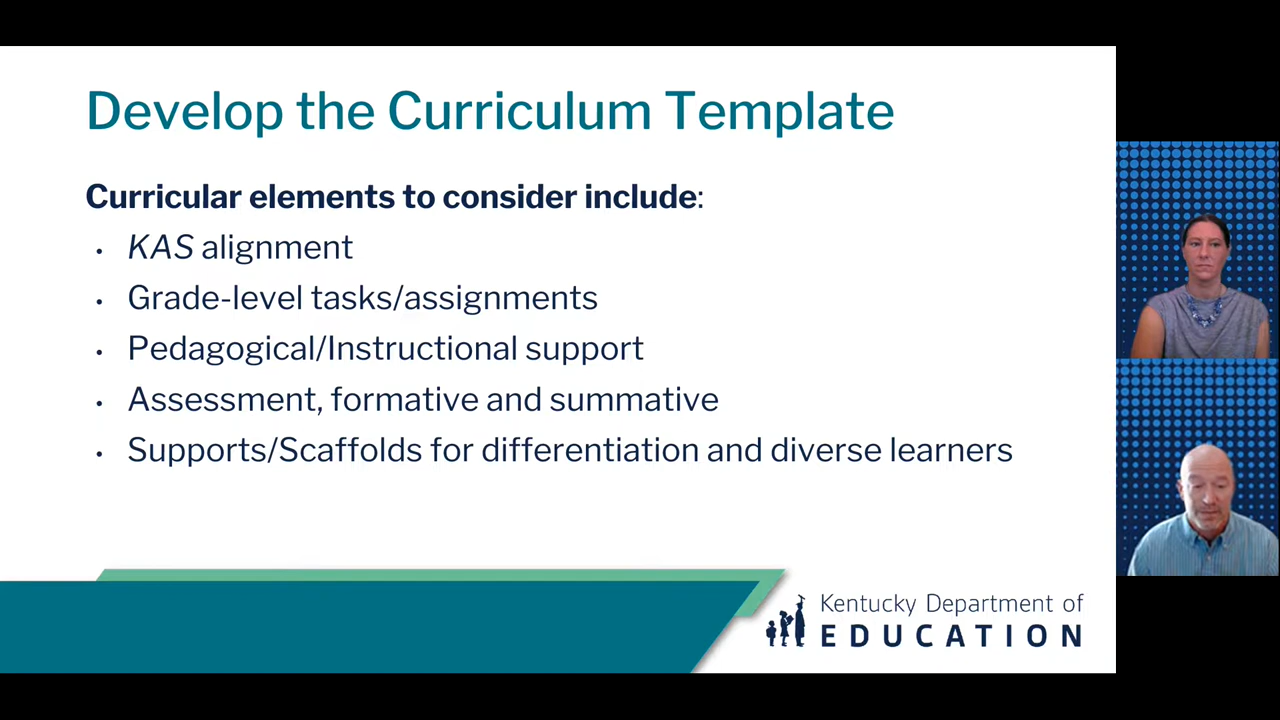 Develop the Curriculum Template
Curricular elements to consider include:
• KAS alignment
• Grade-level tasks/assignments
• Pedagogical/Instructional support
• Assessment, formative and summative
• Supports/Scaffolds for differentiation and diverse learners
Kentucky Department of
EDUCATION